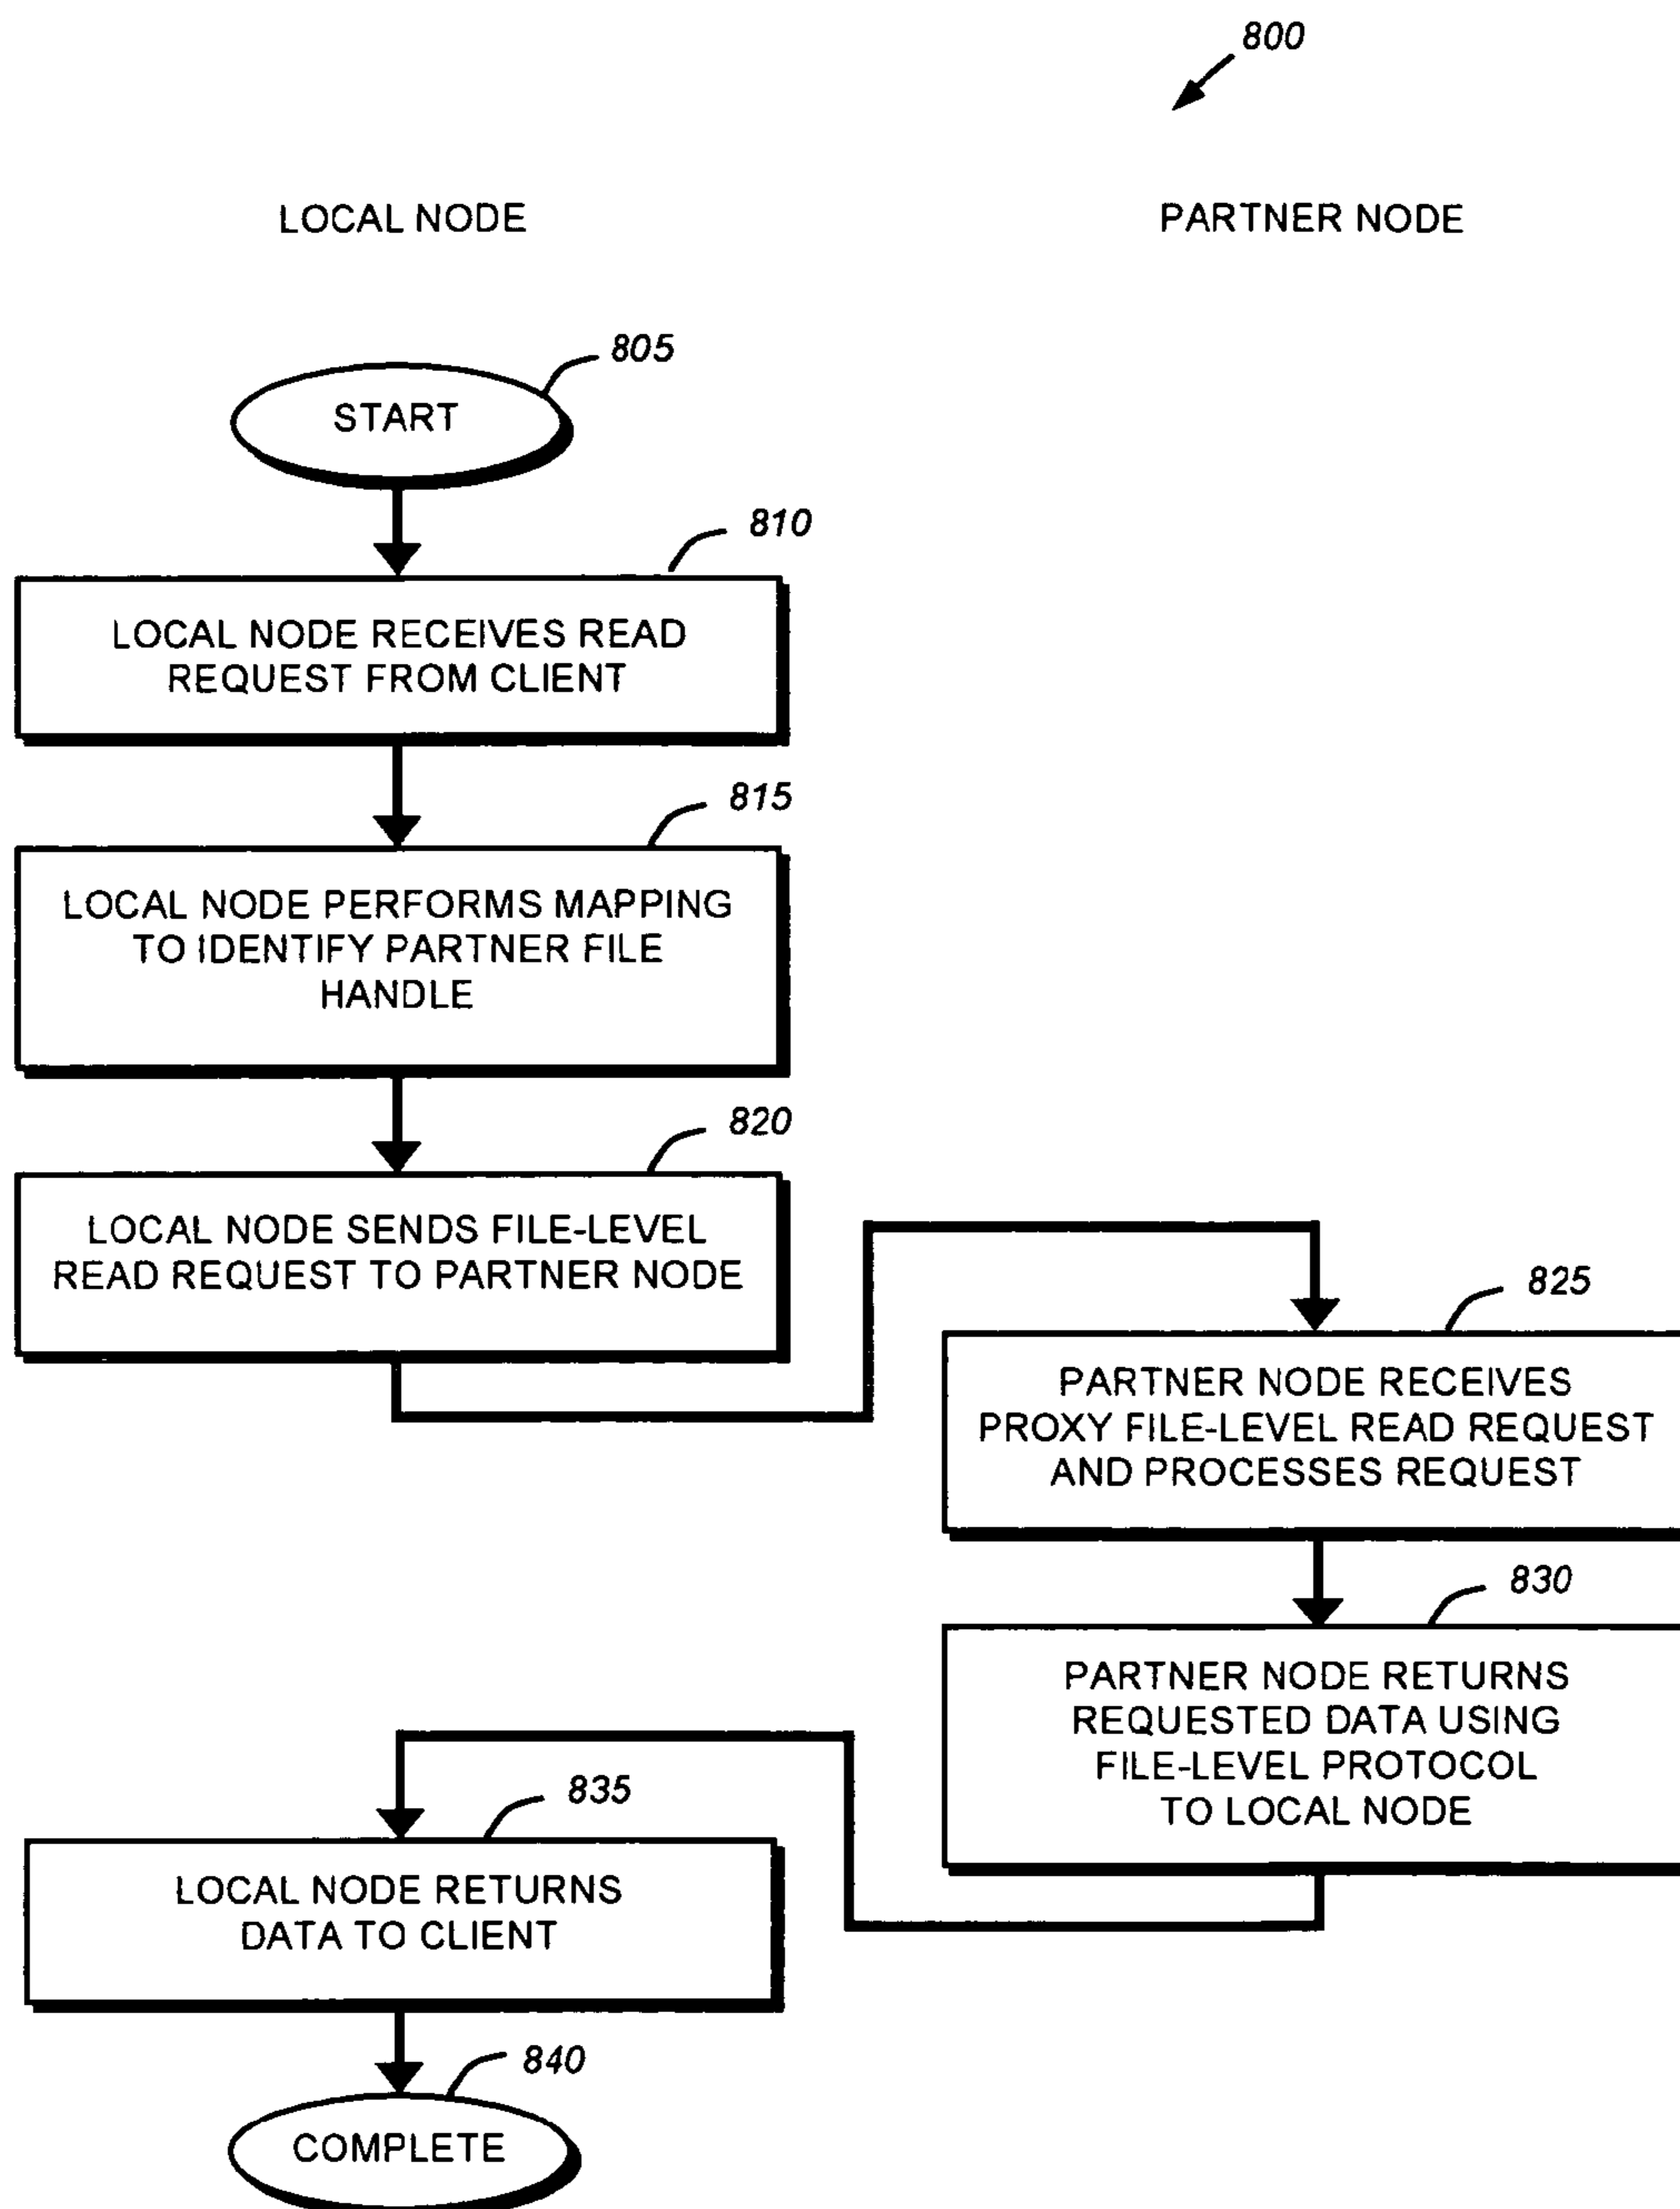 800
LOCAL NODE
PARTNER NODE
805
START
810
LOCAL NODE RECEIVES READ
REQUEST FROM CLIENT
815
LOCAL NODE PERFORMS MAPPING
TO IDENTIFY PARTNER FILE
HANDLE
820
LOCAL NODE SENDS FILE-LEVEL
READ REQUEST TO PARTNER NODE
825
PARTNER NODE RECEIVES
PROXY FILE-LEVEL READ REQUEST
AND PROCESSES REQUEST
830
PARTNER NODE RETURNS
REQUESTED DATA USING
FILE-LEVEL PROTOCOL
TO LOCAL NODE
835
LOCAL NODE RETURNS
DATA TO CLIENT
840
COMPLETE